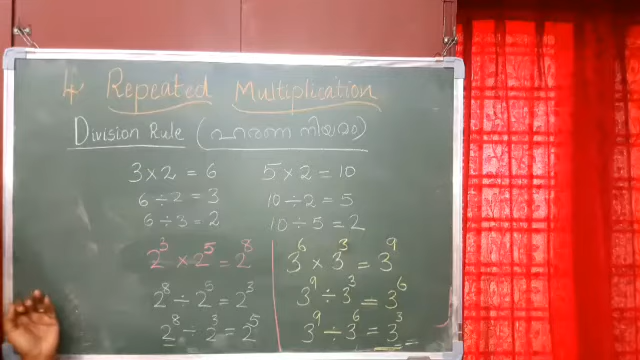 4. Repeated Multiplication
Division Rule (ഹരണ നിയമം)
3×2 = 6    5×2 = 10
6÷2 = 3    10÷2 = 5
6÷3 = 2    10÷5 = 2
2³ × 2⁵ = 2⁸    3⁶ × 3³ = 3⁹
2⁸ ÷ 2⁵ = 2³    3⁹ ÷ 3³ = 3⁶
2⁸ ÷ 2³ = 2⁵    3⁹ ÷ 3⁶ = 3³